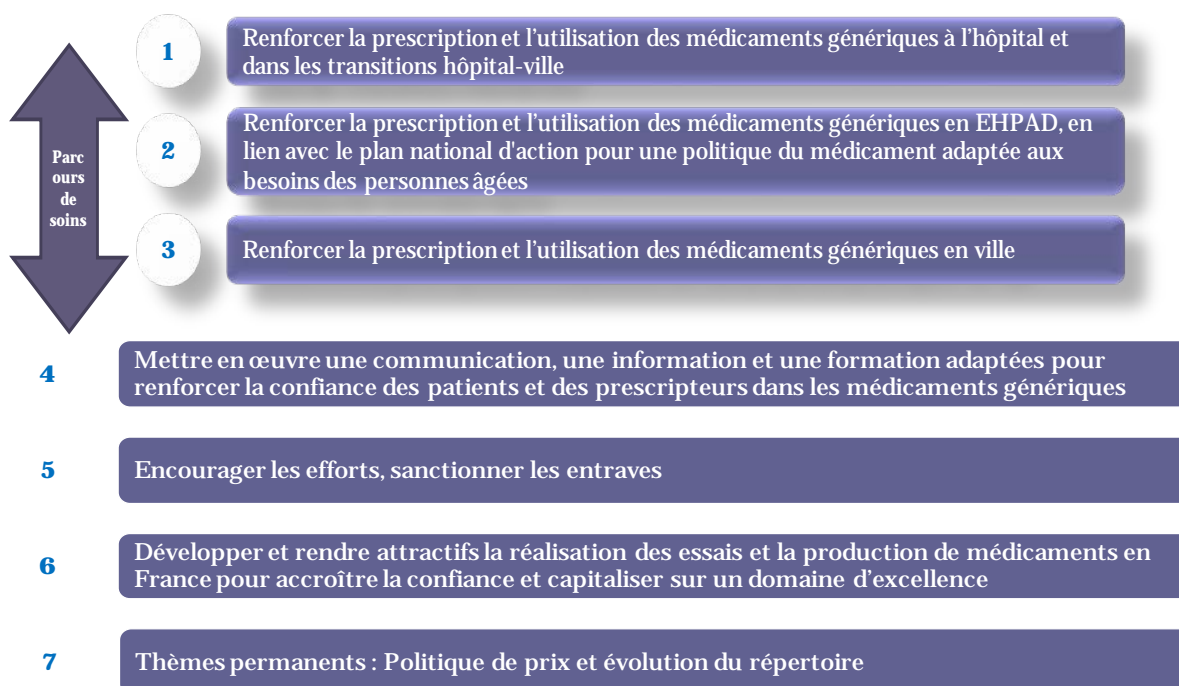 1
Renforcer la prescription et l’utilisation des médicaments génériques à l’hôpital et
dans les transitions hôpital-ville
Parc
ours
de
soins
2
Renforcer la prescription et l’utilisation des médicaments génériques en EHPAD, en
lien avec le plan national d'action pour une politique du médicament adaptée aux
besoins des personnes âgées
3
Renforcer la prescription et l’utilisation des médicaments génériques en ville
4
Mettre en œuvre une communication, une information et une formation adaptées pour
renforcer la confiance des patients et des prescripteurs dans les médicaments génériques
5
Encourager les efforts, sanctionner les entraves
6
Développer et rendre attractifs la réalisation des essais et la production de médicaments en
France pour accroître la confiance et capitaliser sur un domaine d’excellence
7
Thèmes permanents : Politique de prix et évolution du répertoire